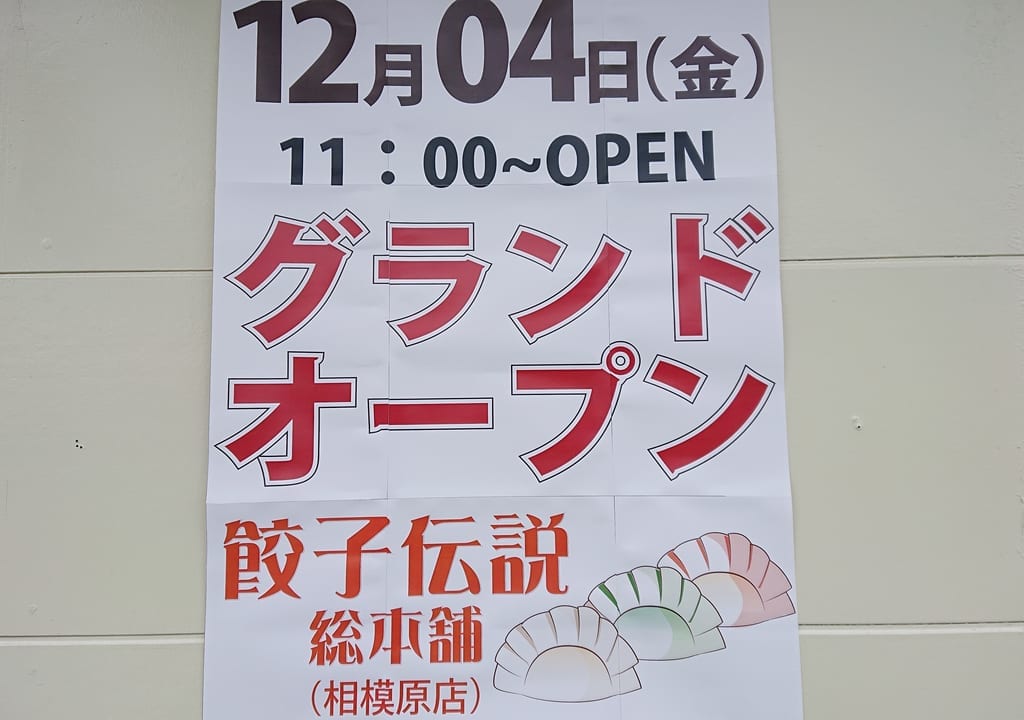 12月04日(金)
11：00~OPEN
グランド
オープン
餃子伝説
総本舗
(相模原店)